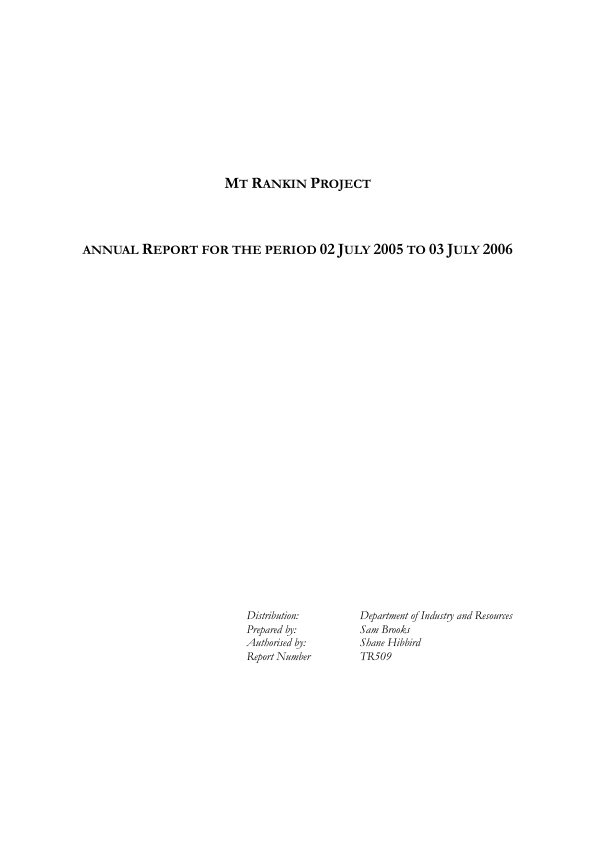 MT RANKIN PROJECT
ANNUAL REPORT FOR THE PERIOD 02 JULY 2005 TO 03 JULY 2006
Distribution: Department of Industry and Resources
Prepared by: Sam Brooks
Authorised by: Shane Hibbird
Report Number TR509